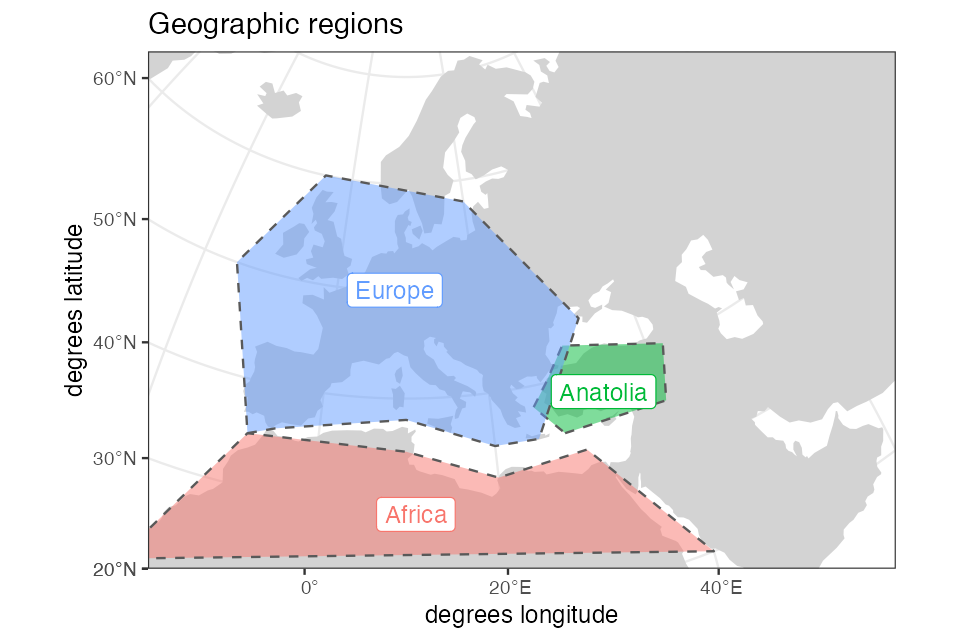 Geographic regions
60°N
50°N
40°N
30°N
20°N
degrees latitude
Europe
Anatolia
Africa
0°
20°E
40°E
degrees longitude